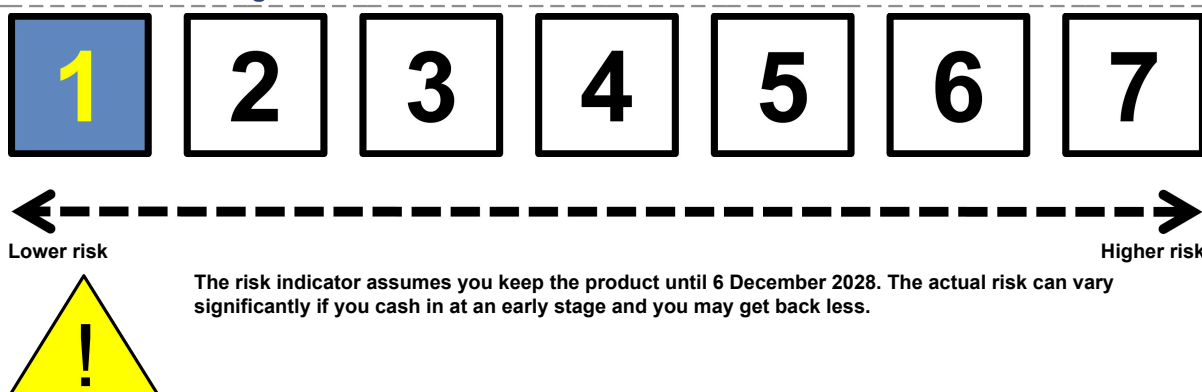 1 2 3 4 5 6 7
Lower risk Higher risk
The risk indicator assumes you keep the product until 6 December 2028. The actual risk can vary
significantly if you cash in at an early stage and you may get back less.
!